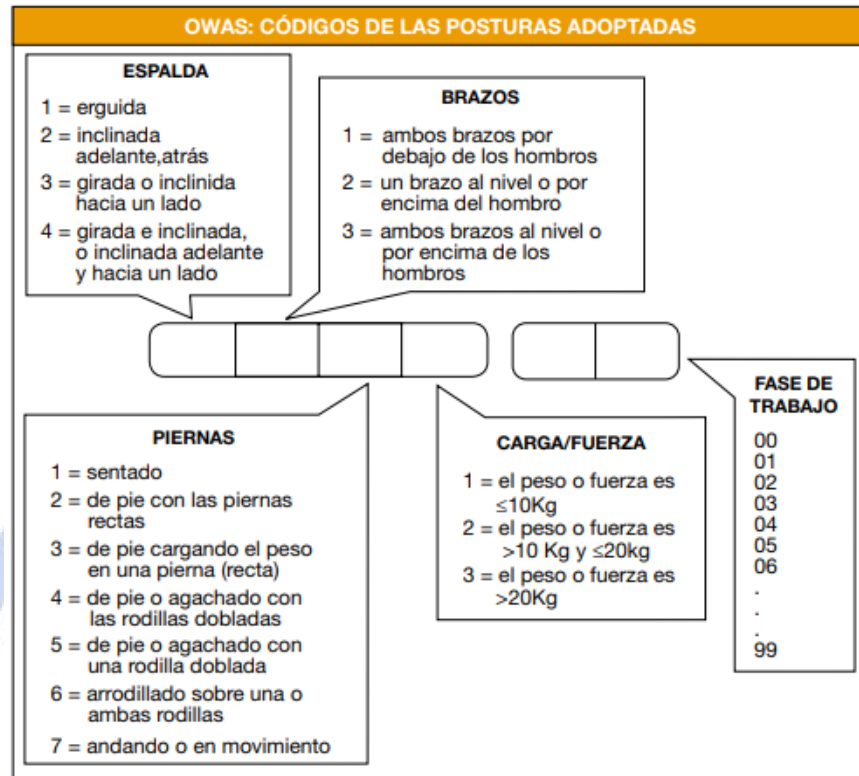 OWAS: CÓDIGOS DE LAS POSTURAS ADOPTADAS
ESPALDA
1 = erguida
2 = inclinada
adelante,atrás
3 = girada o inclinida
hacia un lado
4 = girada e inclinada,
o inclinada adelante
y hacia un lado
BRAZOS
1 = ambos brazos por
debajo de los hombros
2 = un brazo al nivel o por
encima del hombro
3 = ambos brazos al nivel o
por encima de los
hombros
PIERNAS
1 = sentado
2 = de pie con las piernas
rectas
3 = de pie cargando el peso
en una pierna (recta)
4 = de pie o agachado con
las rodillas dobladas
5 = de pie o agachado con
una rodilla doblada
6 = arrodillado sobre una o
ambas rodillas
7 = andando o en movimiento
CARGA/FUERZA
1 = el peso o fuerza es
≤10Kg
2 = el peso o fuerza es
>10 Kg y ≤20kg
3 = el peso o fuerza es
>20Kg
FASE DE
TRABAJO
00
01
02
03
04
05
06
.
.
.
99